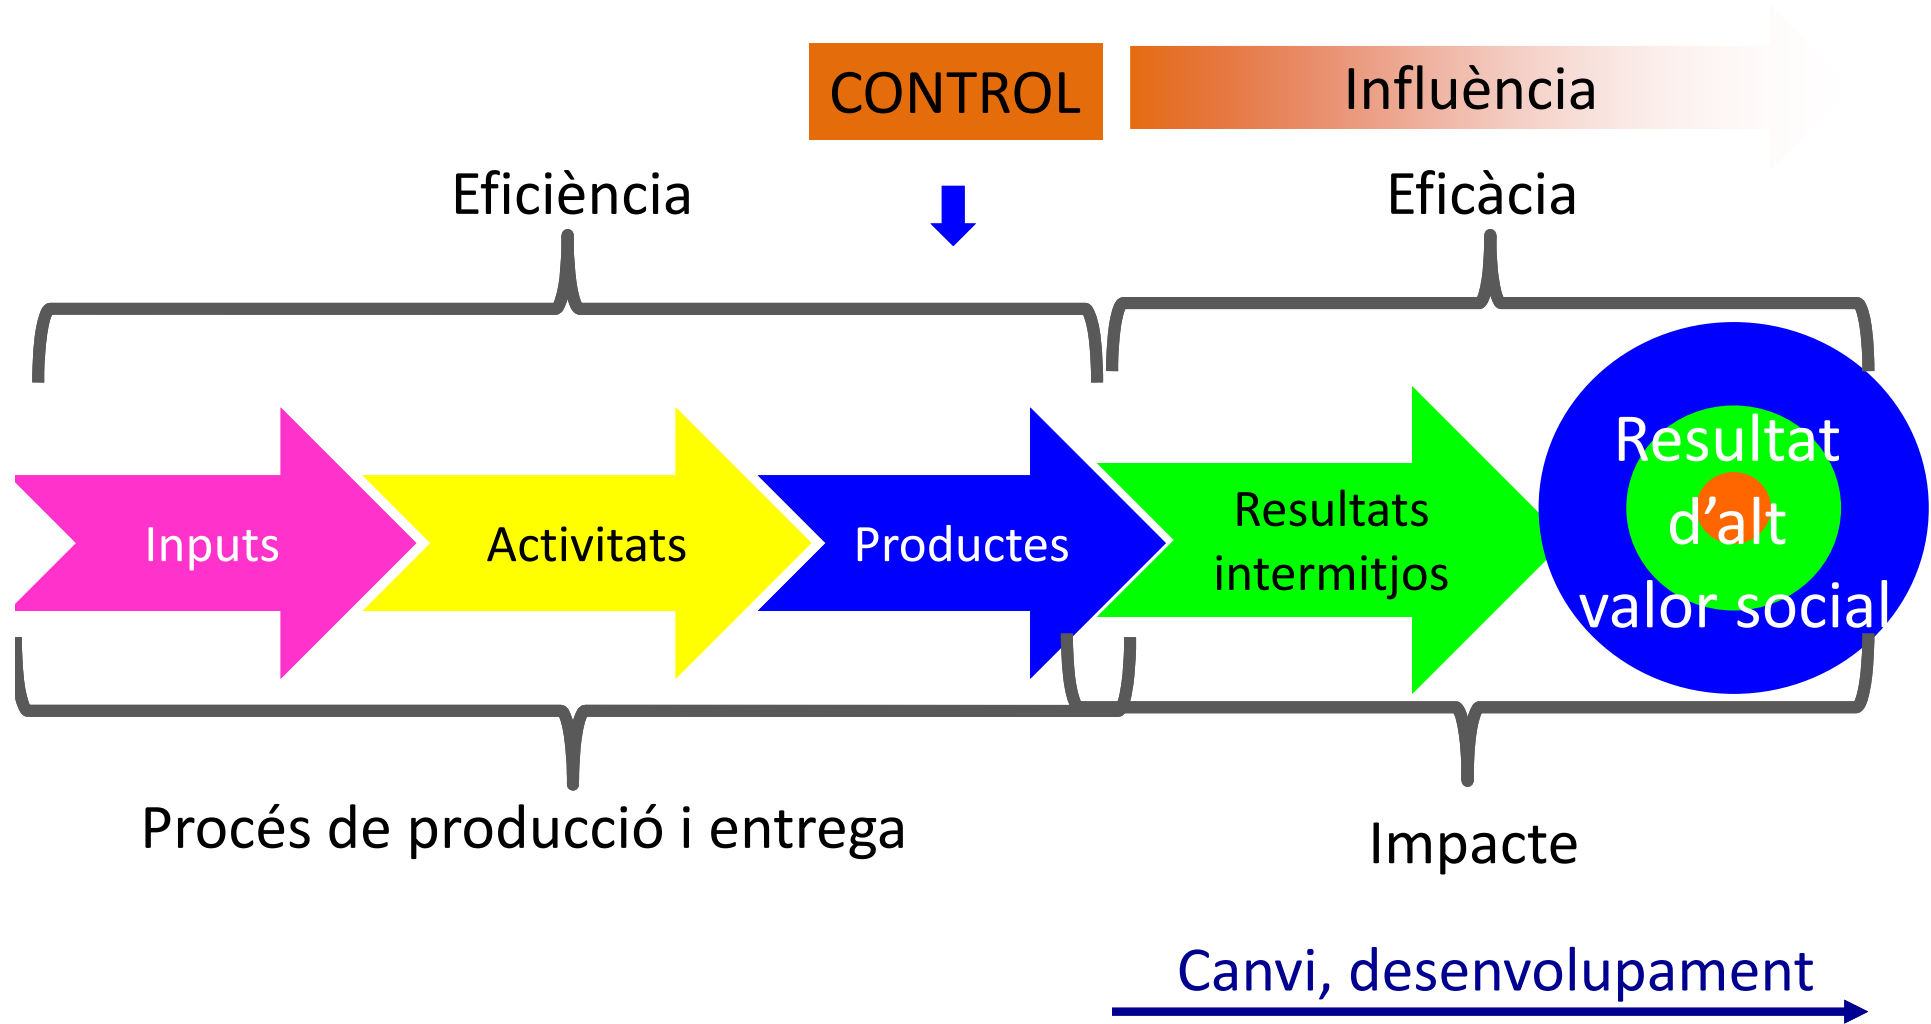 CONTROL
Influència
Eficiència
Eficàcia
Inputs
Activitats
Productes
Resultats
intermitjos
Resultat
d’alt
valor social
Procés de producció i entrega
Impacte
Canvi, desenvolupament